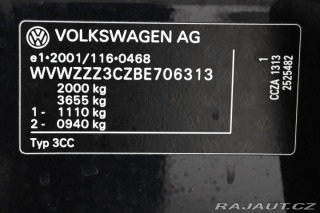 VOLKSWAGEN AG
e1*2001/116*0468
WVWZZZ3CZBE706313
2000 kg
3655 kg
1- 1110 kg
2- 0940 kg
Typ 3CC
1
CCZA 1313
2525482
RAJAUT.CZ